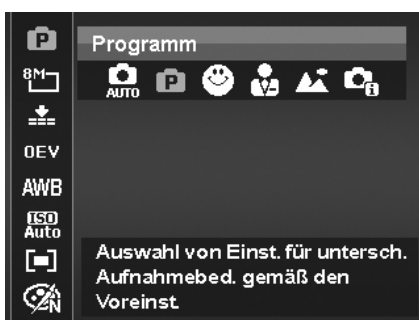 P
Programm
8M
AUTO P
0EV
AWB
ISO
Auto
N
Auswahl von Einst. für untersch.
Aufnahmebed. gemäß den
Voreinst.